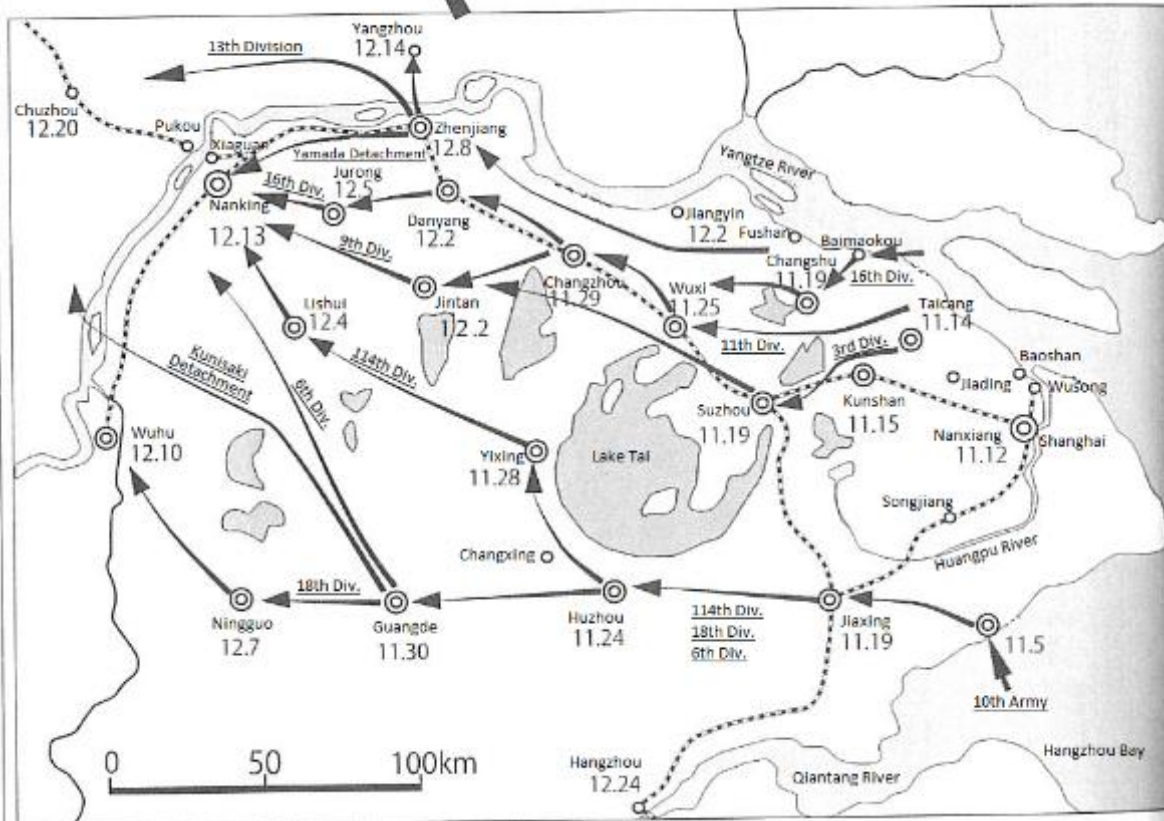 Yangzhou
12.14
13th Division
Chuzhou
12.20
Pukou
Xiaguan
Zhenjiang
12.8
Yamada Detachment
Jurong
12.5
16th Div.
Nanking
12.13
Danyang
12.2
Yangtze River
Jiangyin
12.2
Fushan
Baimaokou
Changshu
11.19
16th Div.
9th Div.
Changzhou
11.29
Jintan
12.2
Wuxi
11.25
Taicang
11.14
11th Div.
3rd Div.
Lishui
12.4
Kunisaki
Detachment
114th Div.
6th Div.
Baoshan
Jiading
Wusong
Kunshan
11.15
Suzhou
11.19
Nanxiang
11.12
Shanghai
Wuhu
12.10
Yixing
11.28
Lake Tai
Songjiang
Huangpu River
Changxing
18th Div.
Ningguo
12.7
Guangde
11.30
Huzhou
11.24
114th Div.
18th Div.
6th Div.
Jiaxing
11.19
11.5
10th Army
0 50 100km
Hangzhou
12.24
Qiantang River
Hangzhou Bay